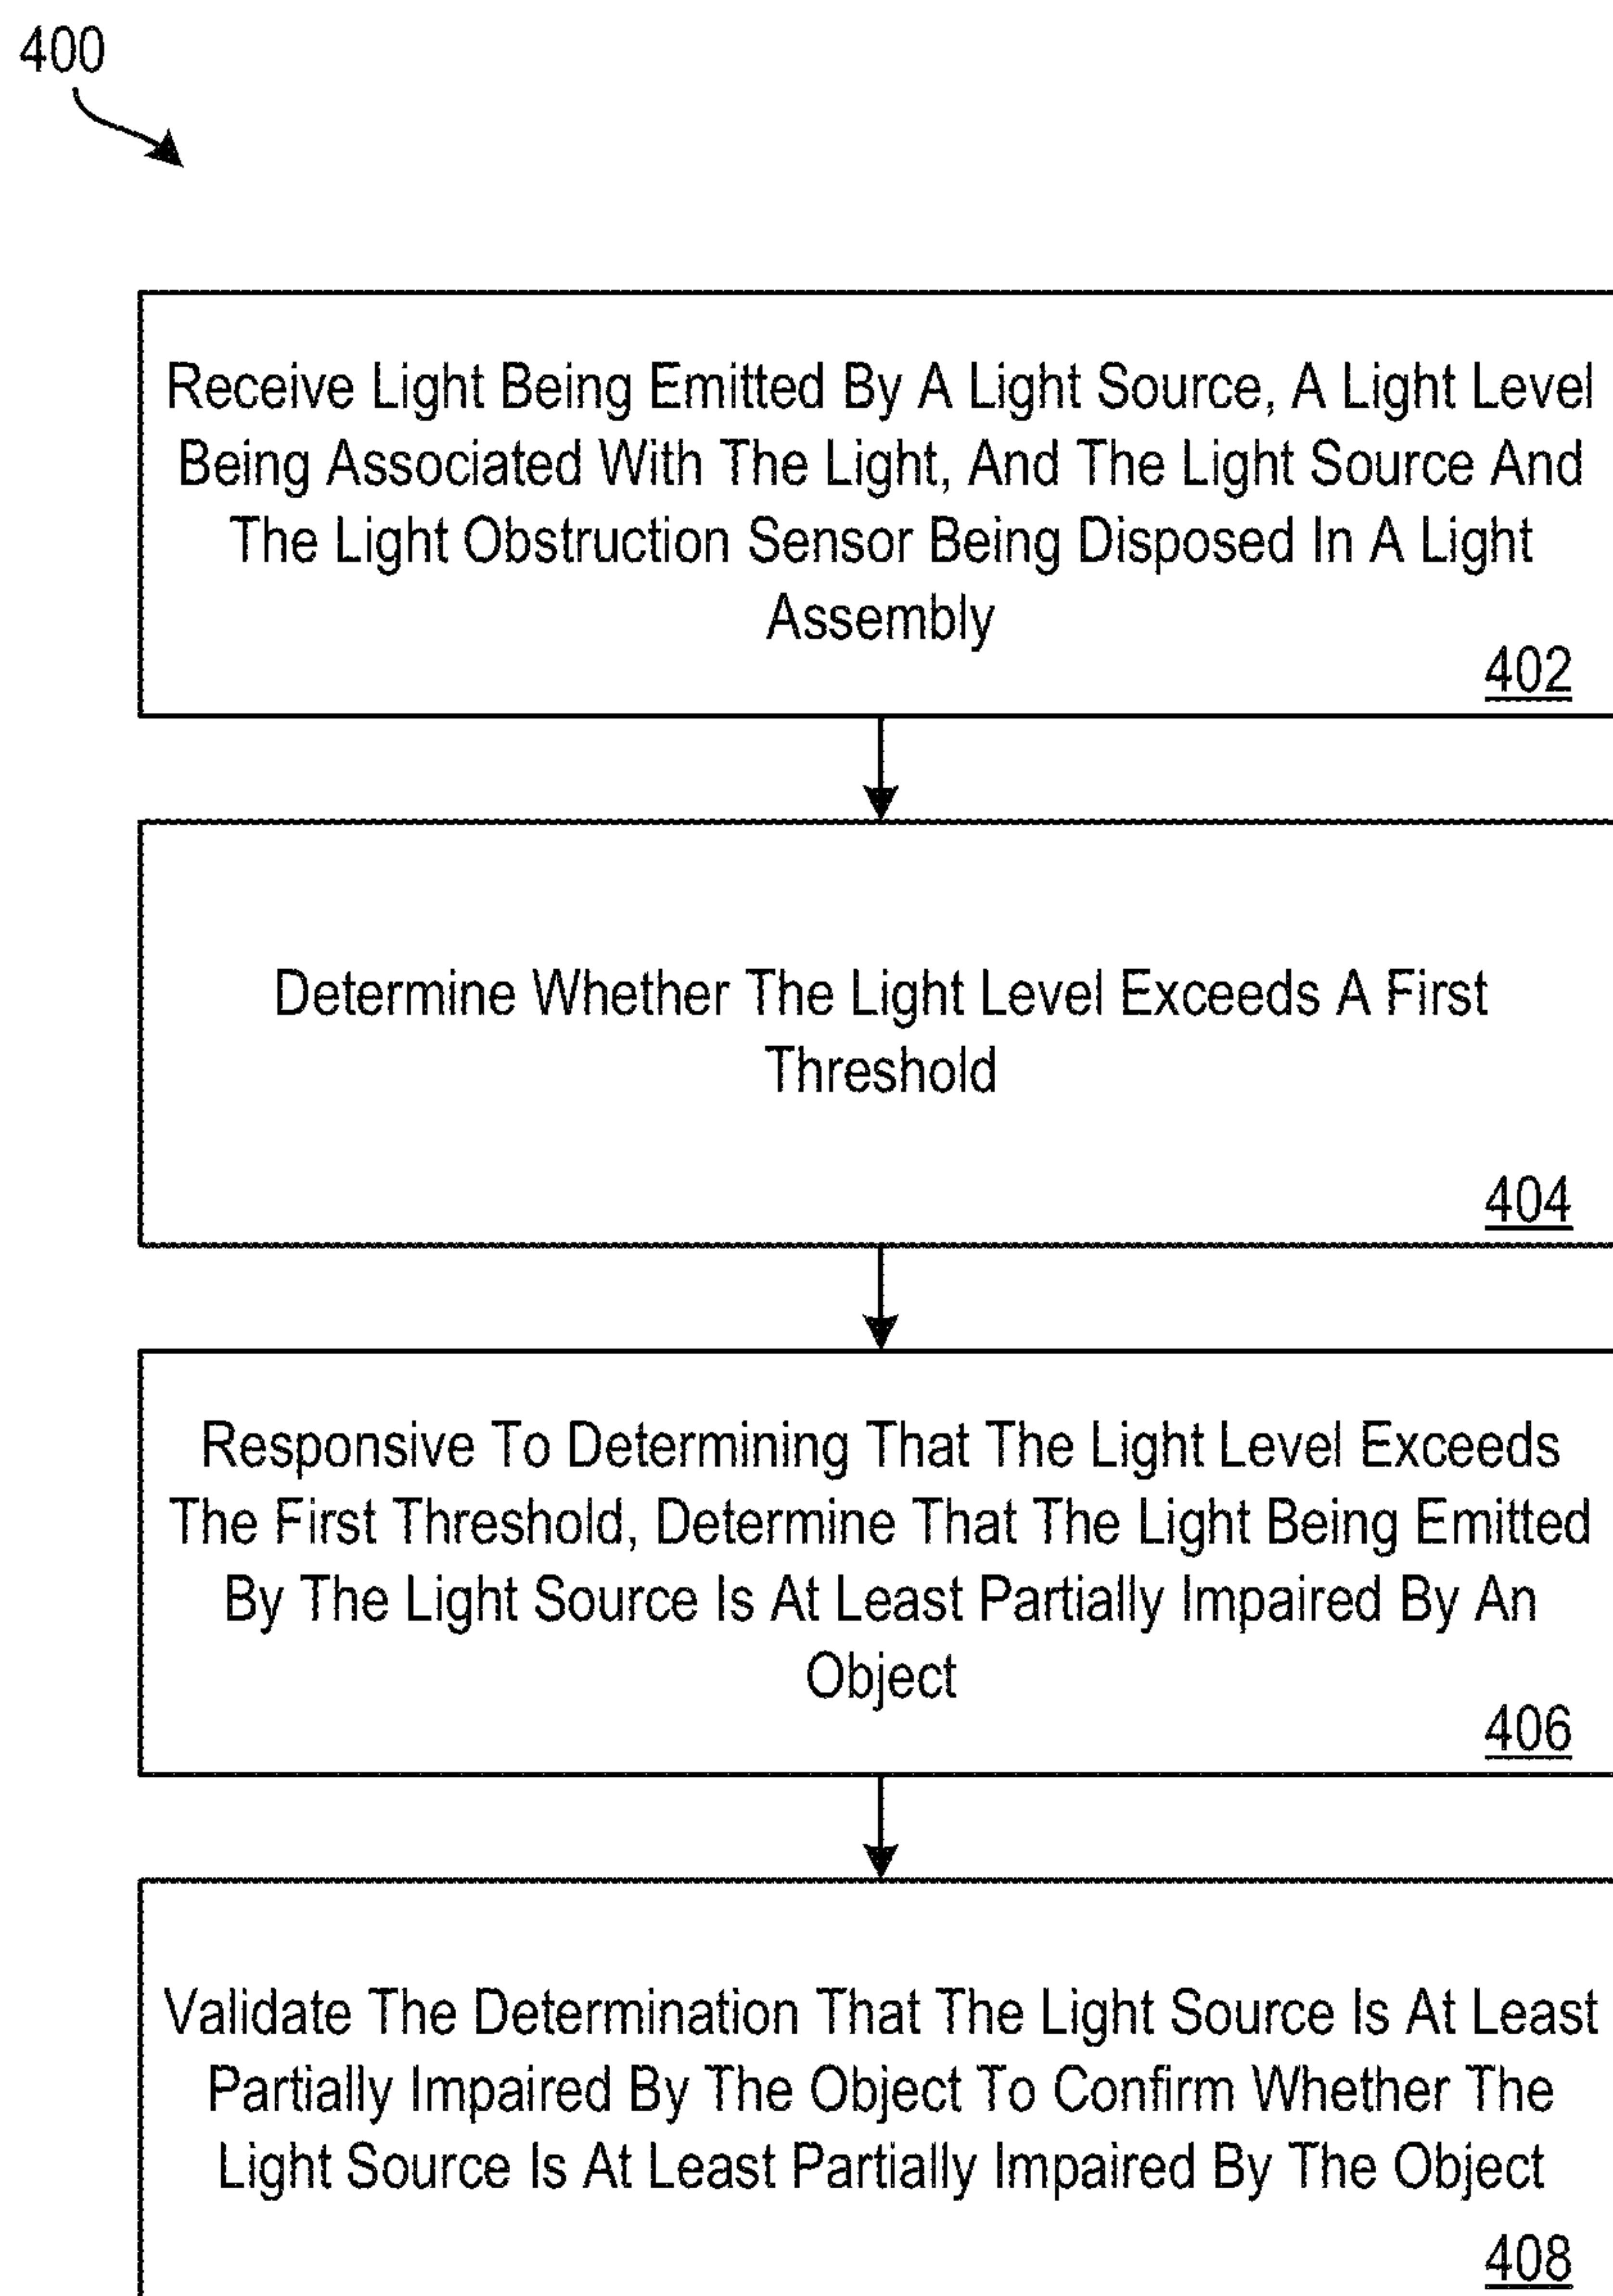 400
Receive Light Being Emitted By A Light Source, A Light Level
Being Associated With The Light, And The Light Source And
The Light Obstruction Sensor Being Disposed In A Light
Assembly
402
Determine Whether The Light Level Exceeds A First
Threshold
404
Responsive To Determining That The Light Level Exceeds
The First Threshold, Determine That The Light Being Emitted
By The Light Source Is At Least Partially Impaired By An
Object
406
Validate The Determination That The Light Source Is At Least
Partially Impaired By The Object To Confirm Whether The
Light Source Is At Least Partially Impaired By The Object
408